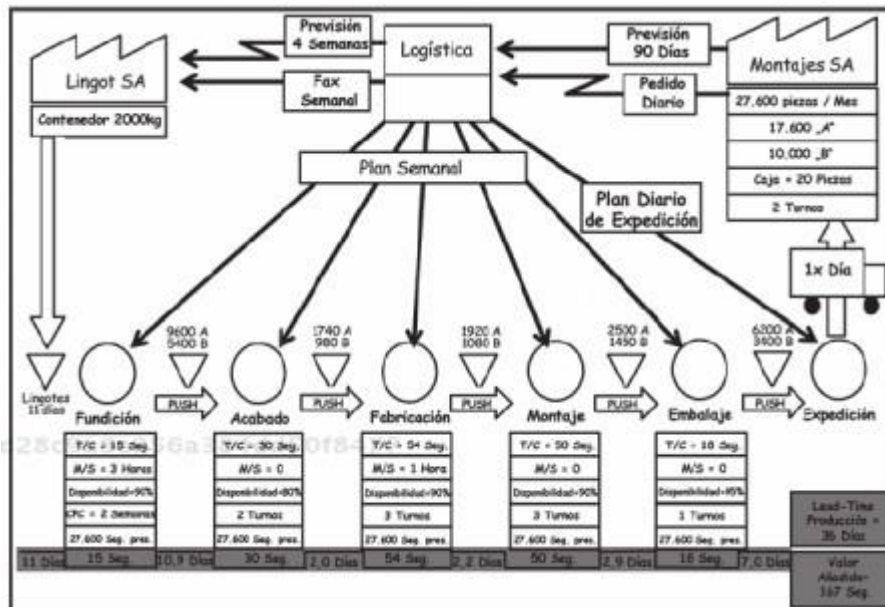 Previsión
4 Semanas
Logística
Previsión
90 Días
Lingot SA
Montajes SA
Fax
Semanal
Pedido
Diario
Contenedor 2000kg
27.600 piezas / Mes
17.600 „A"
10.000 „B"
Caja = 20 Piezas
2 Turnos
Plan Semanal
Plan Diario
de Expedición
1x Día
9600 A
5400 B
1740 A
980 B
1920 A
1080 B
2500 A
1450 B
6200 A
3400 B
Lingotes
11 días
PUSH
PUSH
PUSH
PUSH
PUSH
Fundición
Acabado
Fabricación
Montaje
Embalaje
Expedición
T/C = 15 Seg.
M/S = 3 Horas
Disponibilidad=90%
CPC = 2 Semanas
27.600 Seg. pres.
15 Seg.
T/C = 30 Seg.
M/S = 0
Disponibilidad=80%
2 Turnos
27.600 Seg. pres.
30 Seg.
T/C = 54 Seg.
M/S = 1 Hora
Disponibilidad=90%
3 Turnos
27.600 Seg. pres.
54 Seg.
T/C = 50 Seg.
M/S = 0
Disponibilidad=90%
3 Turnos
27.600 Seg. pres.
50 Seg.
T/C = 18 Seg.
M/S = 0
1 Turnos
27.600 Seg. pres.
18 Seg.
11 Días
10,9 Días
2,0 Días
2,2 Días
2,9 Días
7,0 Días
Lead-Time
Producción =
36 Días
Valor
Añadido-
167 Seg.